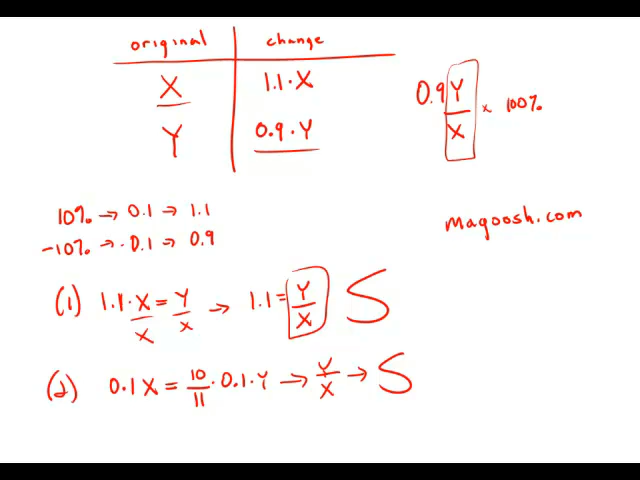 original change
X 1.1·X
Y 0.9·Y
0.9 Y/X × 100%
10% → 0.1 → 1.1
-10% → -0.1 → 0.9
magoosh.com
(1) 1.1·X/X = Y/X → 1.1 = Y/X S
(2) 0.1X = 10/11 · 0.1·Y → Y/X → S